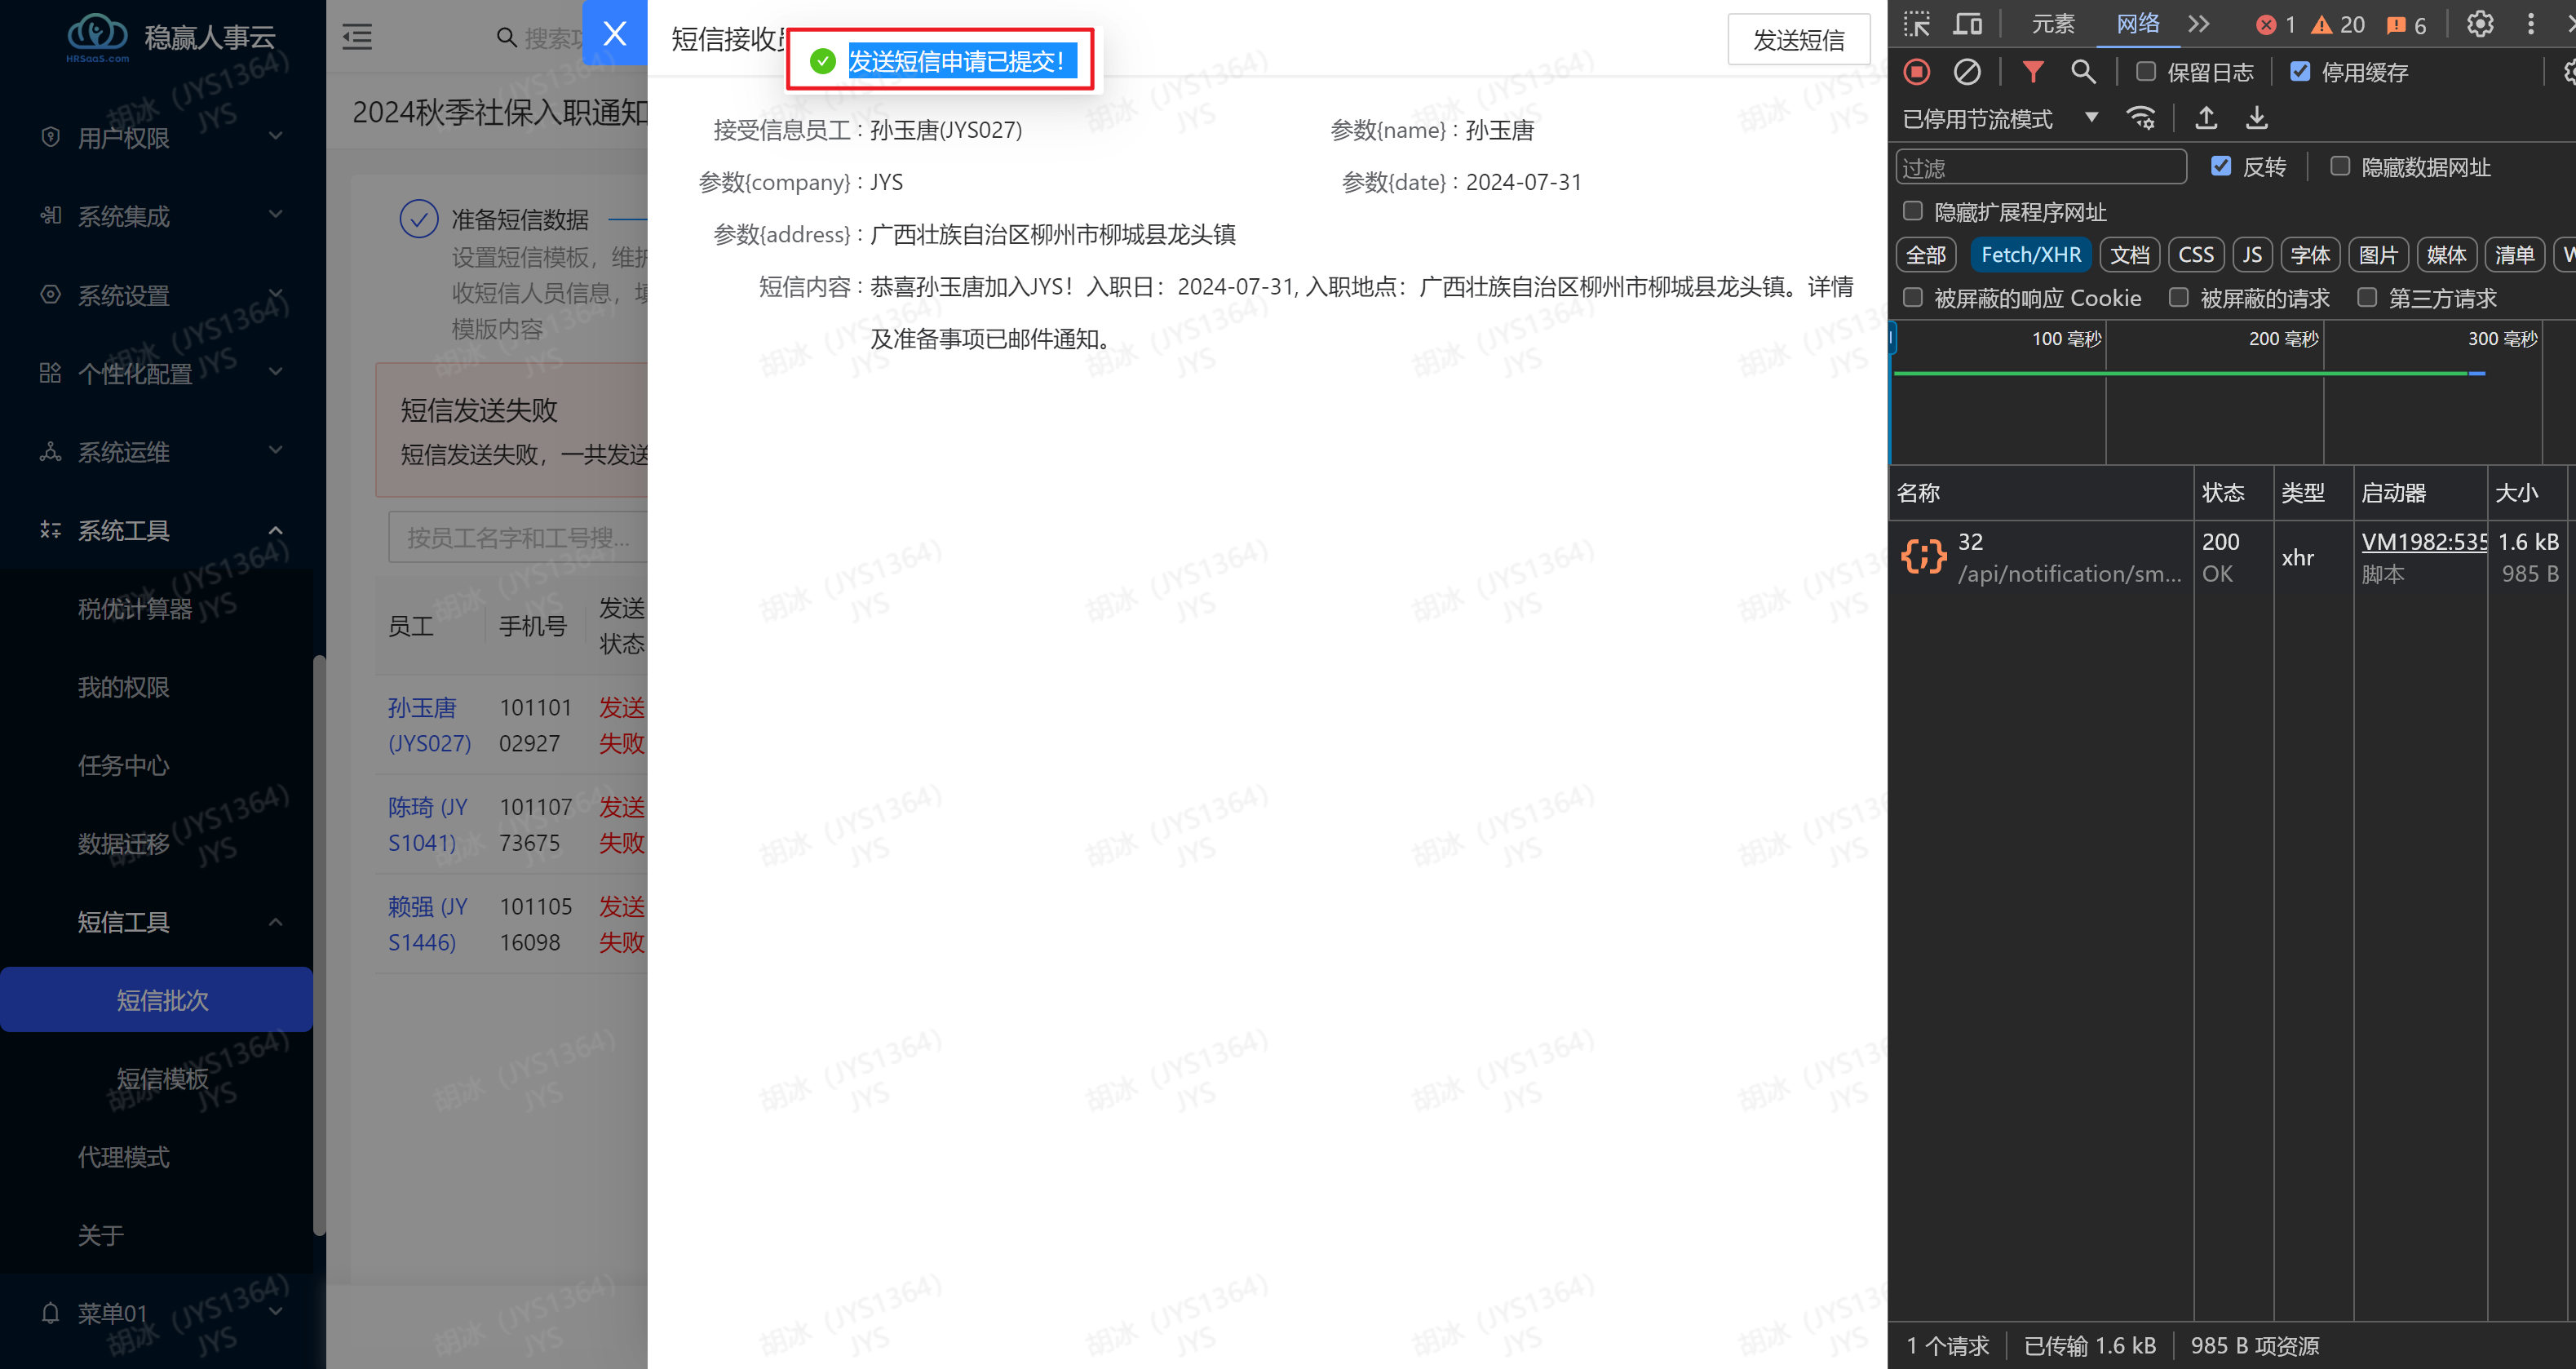 稳赢人事云
HRSaaS.com
用户权限
系统集成
系统设置
个性化配置
系统运维
系统工具
税优计算器
我的权限
任务中心
数据迁移
短信工具
短信批次
短信模板
代理模式
关于
菜单01
搜索
2024秋季社保入职通知
准备短信数据
设置短信模板，维
收短信人员信息，
模版内容
短信发送失败
短信发送失败，一共发送
按员工名字和工号搜...
员工
手机号
发送
状态
孙玉唐
(JYS027)
101101
02927
发送
失败
陈琦 (JY
S1041)
101107
73675
发送
失败
赖强 (JY
S1446)
101105
16098
发送
失败
X
短信接收
发送短信申请已提交！
发送短信
接受信息员工：孙玉唐(JYS027)
参数{name}：孙玉唐
参数{company}：JYS
参数{date}：2024-07-31
参数{address}：广西壮族自治区柳州市柳城县龙头镇
短信内容：恭喜孙玉唐加入JYS！入职日：2024-07-31, 入职地点：广西壮族自治区柳州市柳城县龙头镇。详情
及准备事项已邮件通知。
胡冰（JYS1364）
JYS
元素
网络
1
20
6
保留日志
停用缓存
已停用节流模式
过滤
反转
隐藏数据网址
隐藏扩展程序网址
全部
Fetch/XHR
文档
CSS
JS
字体
图片
媒体
清单
被屏蔽的响应 Cookie
被屏蔽的请求
第三方请求
100 毫秒
200 毫秒
300 毫秒
名称
状态
类型
启动器
大小
32
/api/notification/sm...
200
OK
xhr
VM1982:535
脚本
1.6 kB
985 B
1 个请求
已传输 1.6 kB
985 B 项资源